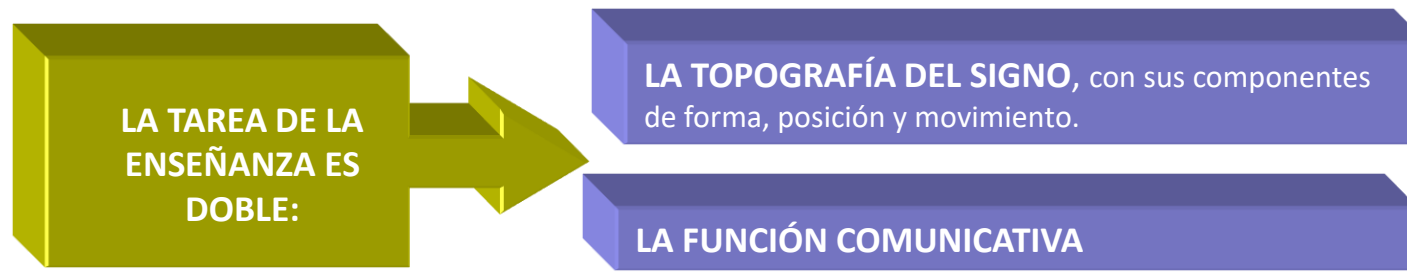 LA TAREA DE LA
ENSEÑANZA ES
DOBLE:
LA TOPOGRAFÍA DEL SIGNO, con sus componentes
de forma, posición y movimiento.
LA FUNCIÓN COMUNICATIVA